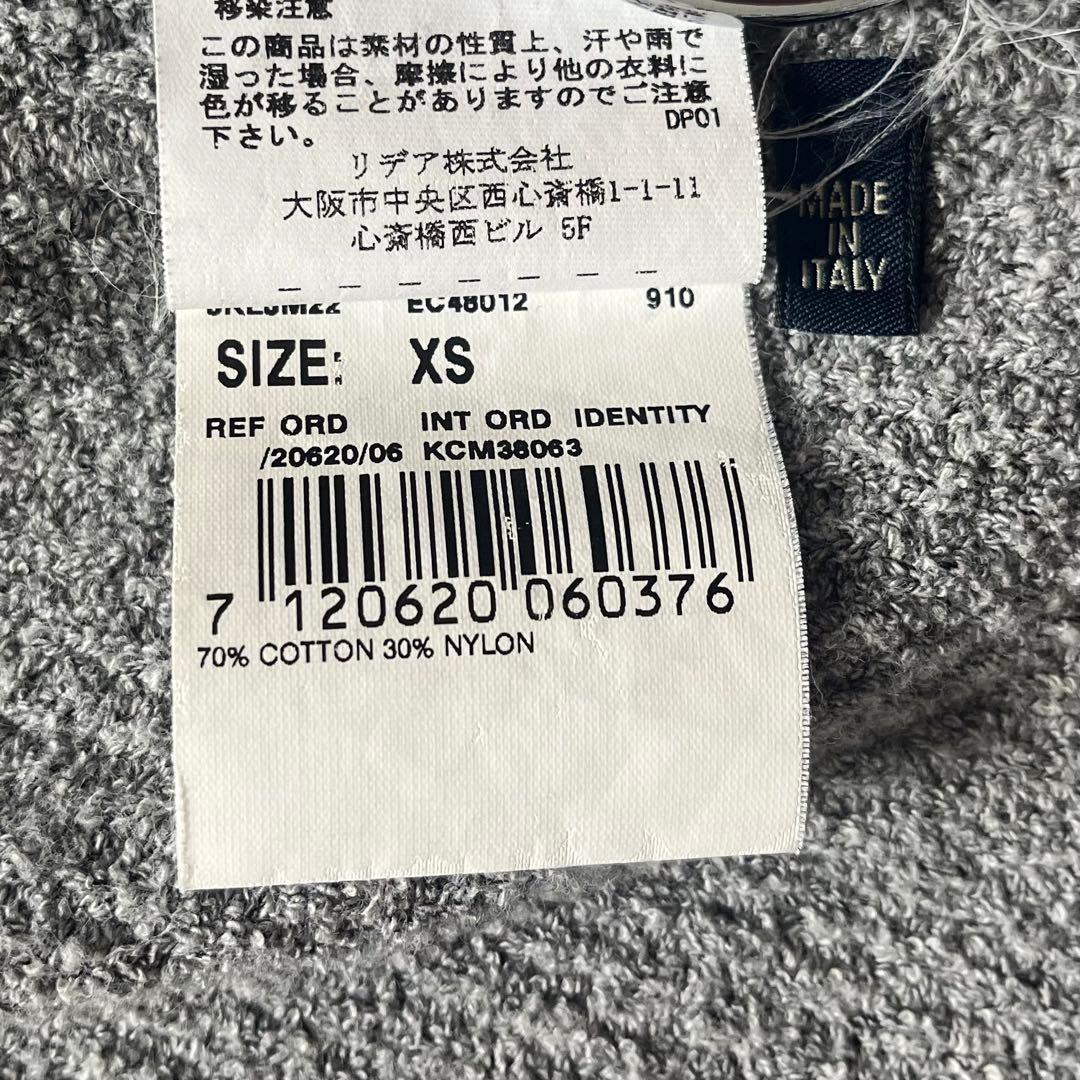 移染注意
この商品は素材の性質上、汗や雨で
湿った場合、摩擦により他の衣料に
色が移ることがありますのでご注意
下さい。
DP01
リデア株式会社
大阪市中央区西心斎橋1-1-11
心斎橋西ビル 5F
EC48012 910
SIZE: XS
REF ORD INT ORD IDENTITY
/20620/06 KCM38063
7 120620 060376
70% COTTON 30% NYLON
MADE
IN
ITALY